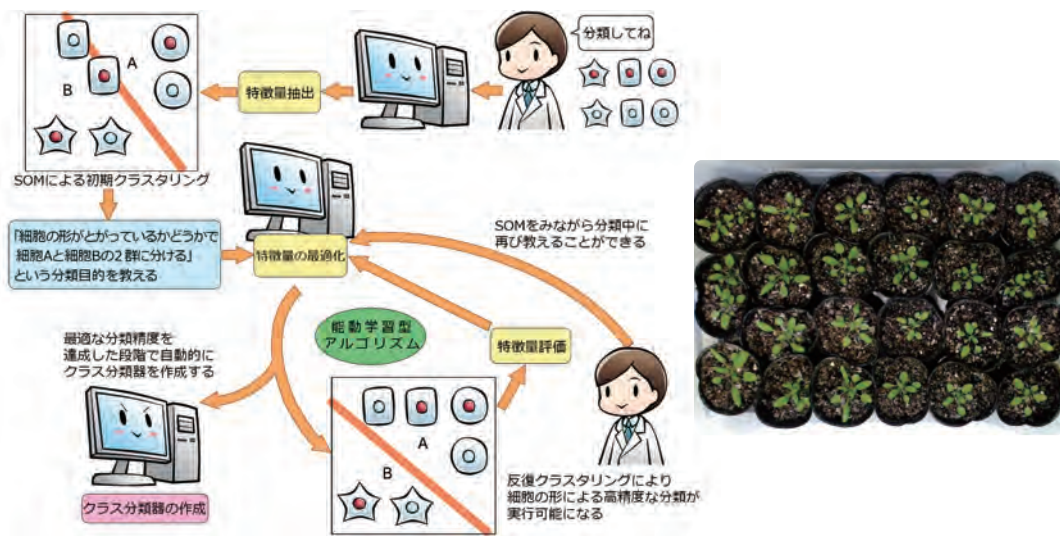 分類してね
特徴量抽出
A
B
SOMによる初期クラスタリング
「細胞の形がとがっているかどうかで
細胞Aと細胞Bの2群に分ける」
という分類目的を教える
特徴量の最適化
SOMをみながら分類中に
再び教えることができる
能動学習型
アルゴリズム
特徴量評価
最適な分類精度を
達成した段階で自動的に
クラス分類器を作成する
クラス分類器の作成
A
B
反復クラスタリングにより
細胞の形による高精度な分類が
実行可能になる